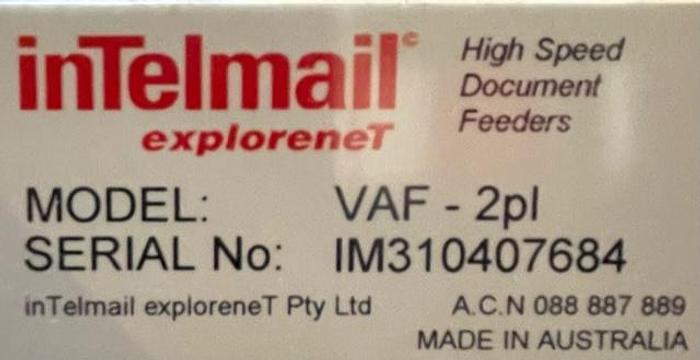 inTelmail©
exploreneT
High Speed
Document
Feeders
MODEL: VAF - 2pl
SERIAL No: IM310407684
inTelmail exploreneT Pty Ltd A.C.N 088 887 889
MADE IN AUSTRALIA